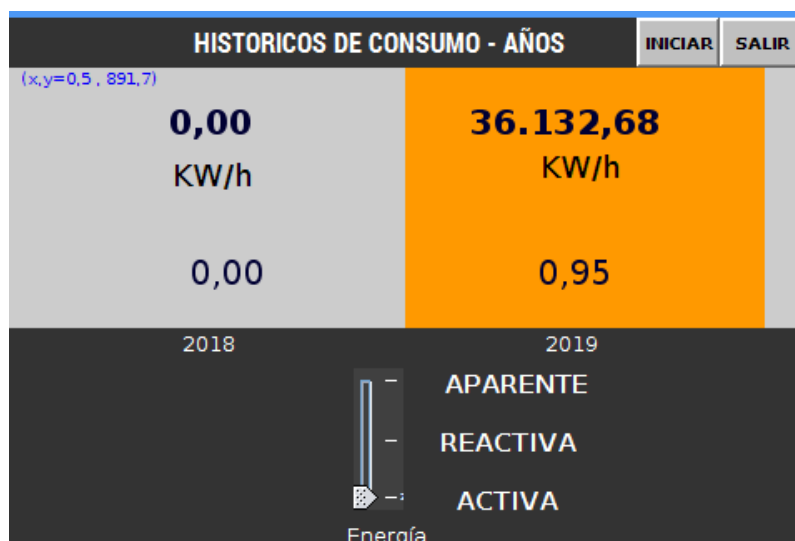 HISTORICOS DE CONSUMO - AÑOS INICIAR SALIR
(x,y=0,5 , 891,7)
0,00 36.132,68
KW/h KW/h
0,00 0,95
2018 2019
APARENTE
REACTIVA
ACTIVA
Energía